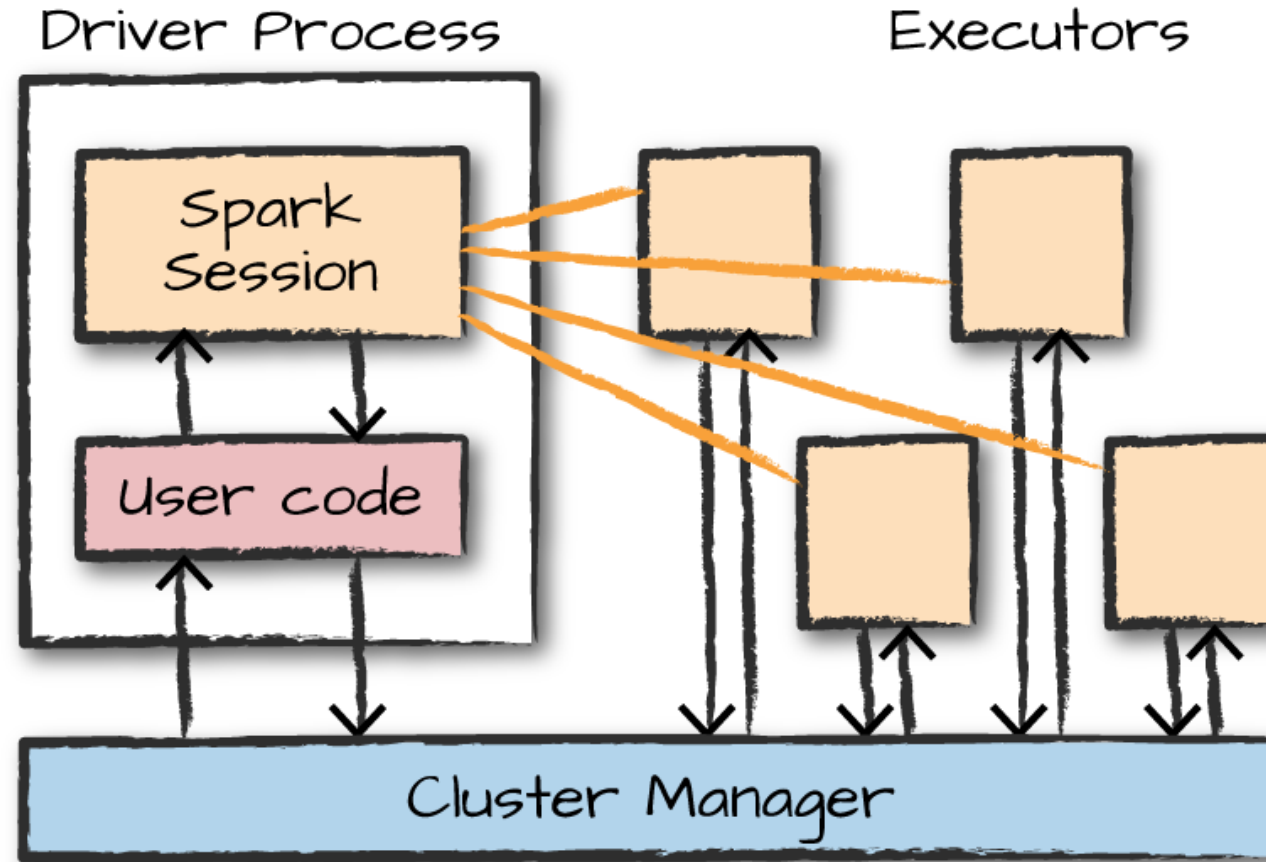 Driver Process
Executors
Spark
Session
User code
Cluster Manager